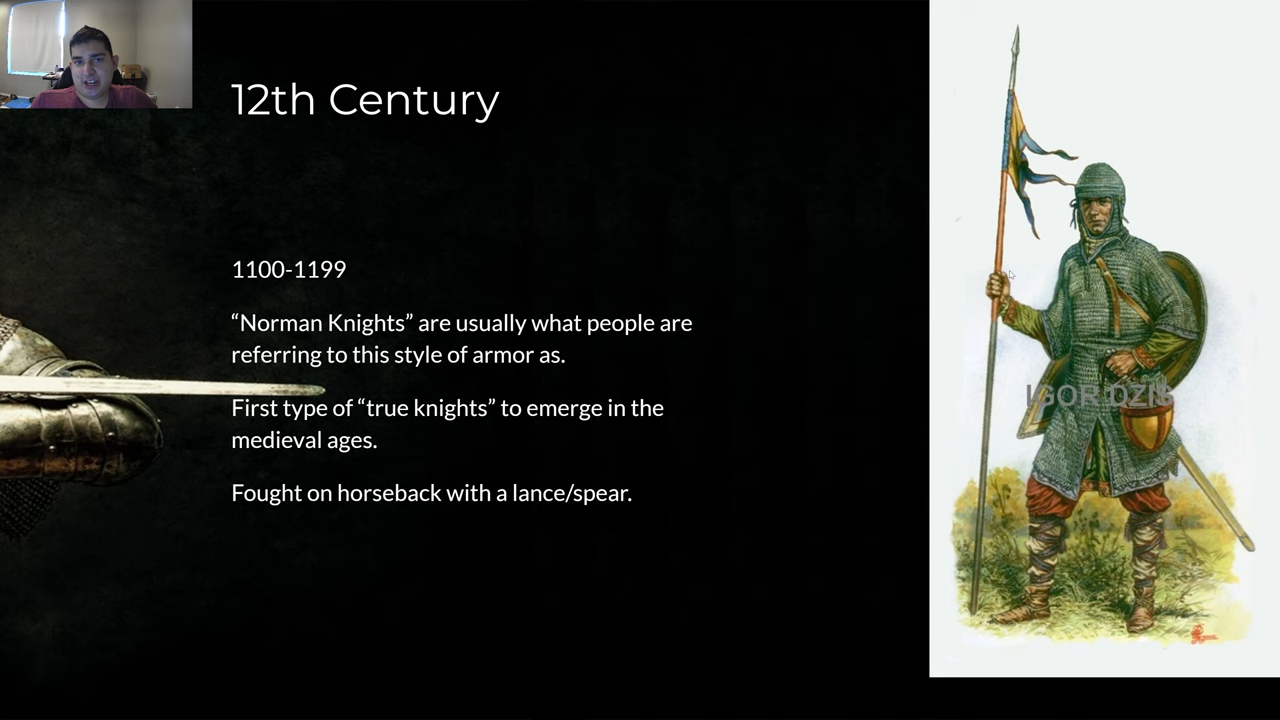 12th Century
1100-1199
“Norman Knights” are usually what people are
referring to this style of armor as.
First type of “true knights” to emerge in the
medieval ages.
Fought on horseback with a lance/spear.
IGOR DZIS